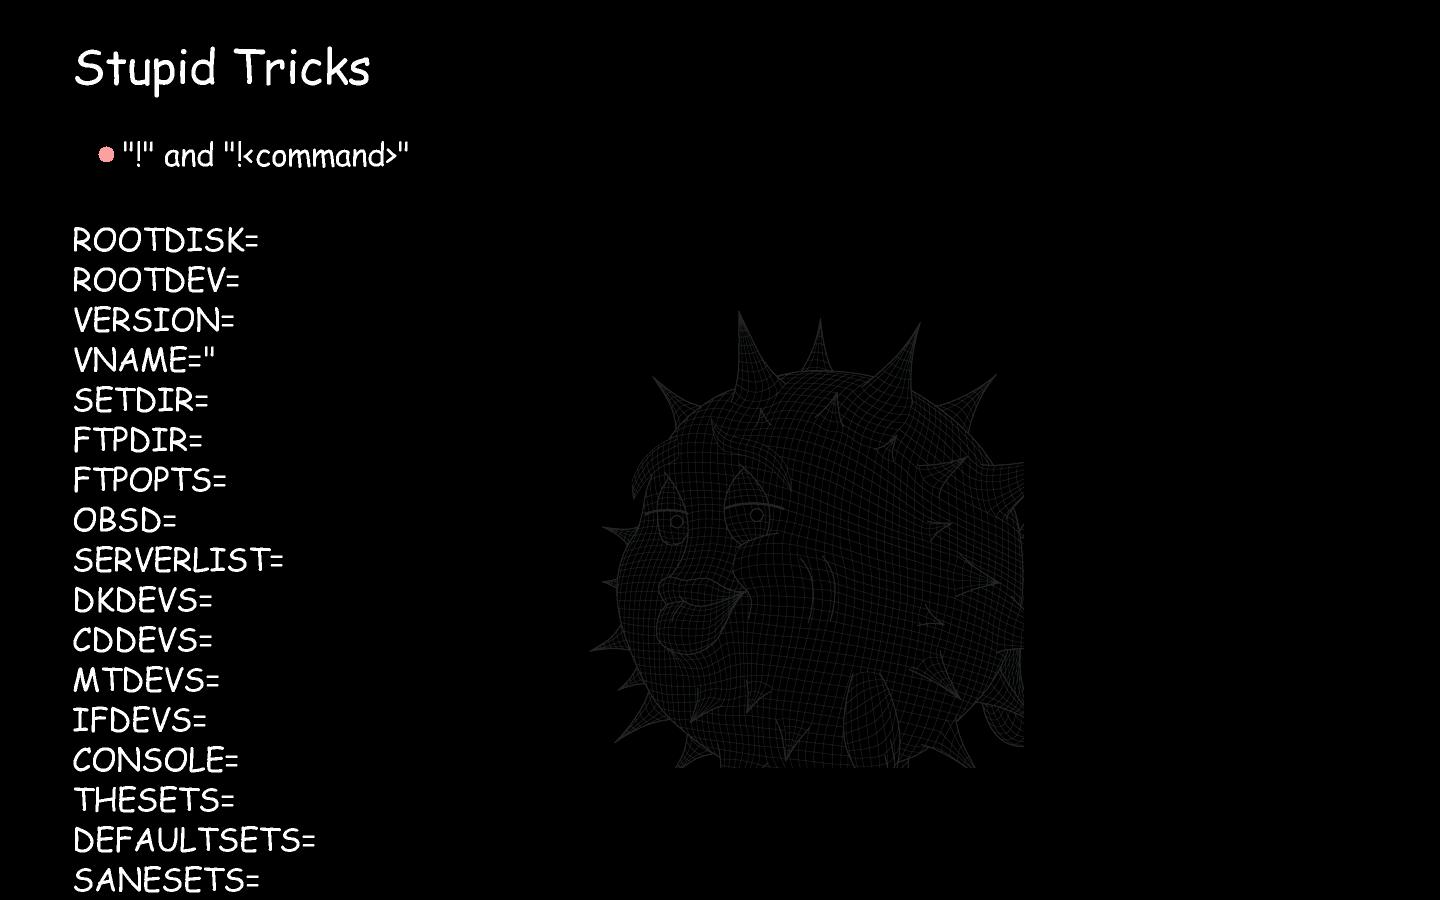 Stupid Tricks
"!" and "!<command>"
ROOTDISK=
ROOTDEV=
VERSION=
VNAME="
SETDIR=
FTPDIR=
FTPOPTS=
OBSD=
SERVERLIST=
DKDEVS=
CDDEVS=
MTDEVS=
IFDEVS=
CONSOLE=
THESETS=
DEFAULTSETS=
SANESETS=